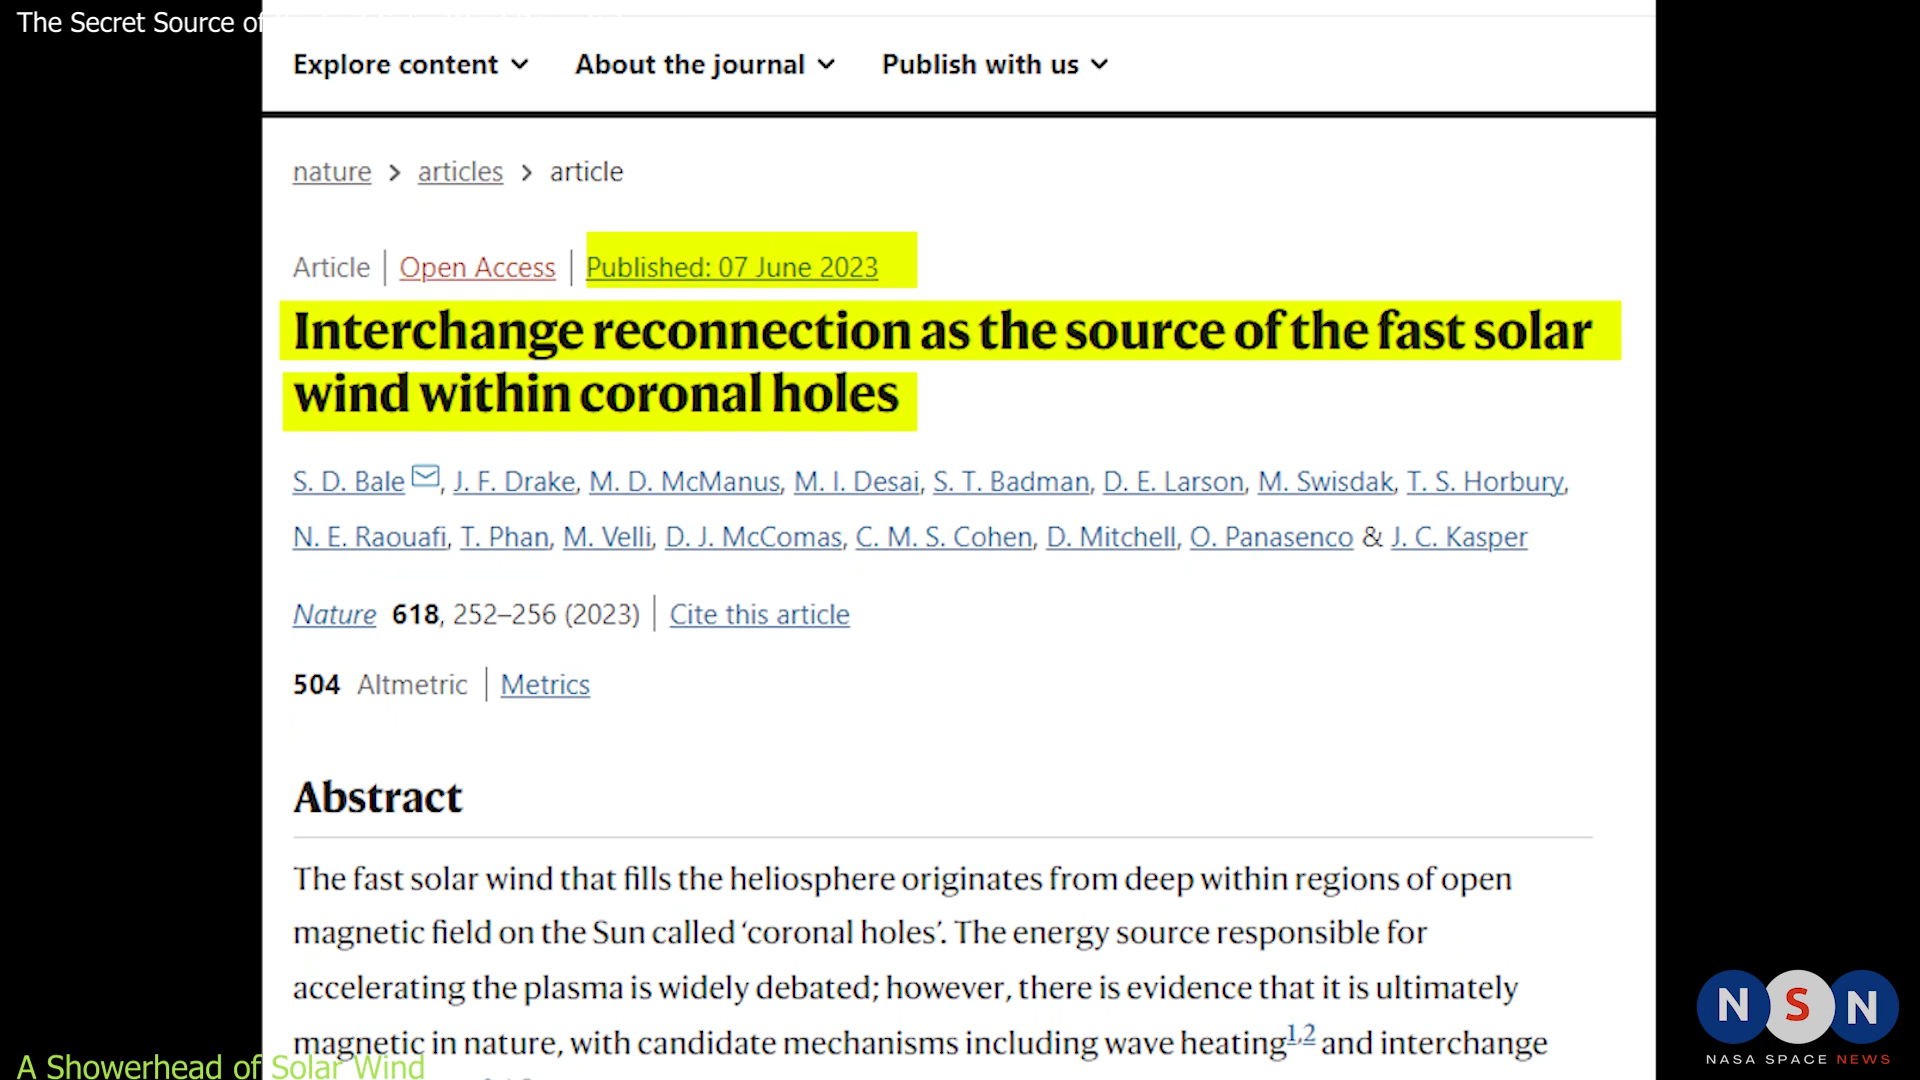 The Secret Source of
Explore content About the journal Publish with us
nature > articles > article
Article | Open Access | Published: 07 June 2023
Interchange reconnection as the source of the fast solar
wind within coronal holes
S. D. Bale, J. F. Drake, M. D. McManus, M. I. Desai, S. T. Badman, D. E. Larson, M. Swisdak, T. S. Horbury,
N. E. Raouafi, T. Phan, M. Velli, D. J. McComas, C. M. S. Cohen, D. Mitchell, O. Panasenco & J. C. Kasper
Nature 618, 252–256 (2023) | Cite this article
504 Altmetric | Metrics
Abstract
The fast solar wind that fills the heliosphere originates from deep within regions of open
magnetic field on the Sun called ‘coronal holes’. The energy source responsible for
accelerating the plasma is widely debated; however, there is evidence that it is ultimately
magnetic in nature, with candidate mechanisms including wave heating1,2 and interchange
A Showerhead of Solar Wind
NSN
NASA SPACE NEWS